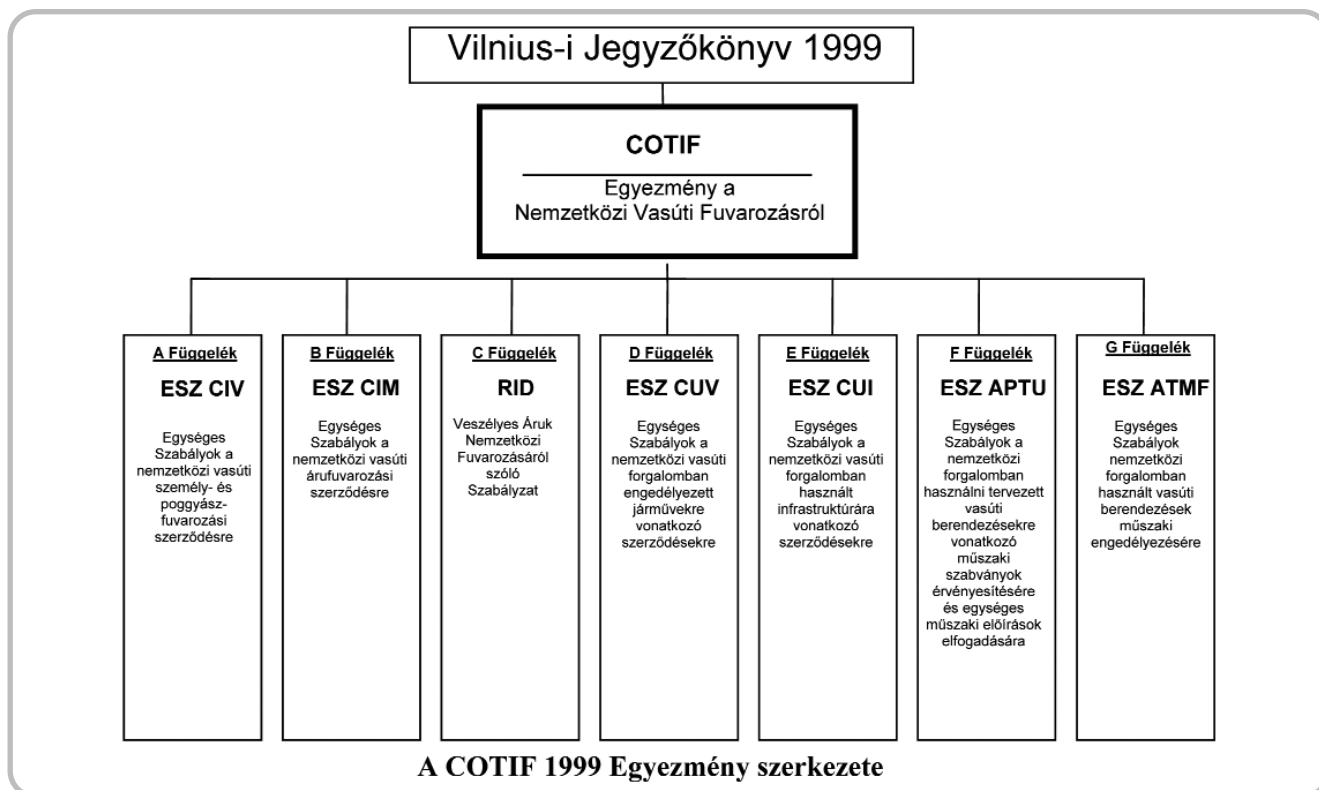 Vilnius-i Jegyzőkönyv 1999
COTIF
Egyezmény a
Nemzetközi Vasúti Fuvarozásról
A Függelék
ESZ CIV
Egységes
Szabályok a
nemzetközi vasúti
személy- és
poggyász-
fuvarozási
szerződésre
B Függelék
ESZ CIM
Egységes
Szabályok a
nemzetközi vasúti
árufuvarozási
szerződésre
C Függelék
RID
Veszélyes Áruk
Nemzetközi
Fuvarozásáról
szóló
Szabályzat
D Függelék
ESZ CUV
Egységes
Szabályok a
nemzetközi vasúti
forgalomban
engedélyezett
járművekre
vonatkozó
szerződésekre
E Függelék
ESZ CUI
Egységes
Szabályok a
nemzetközi vasúti
forgalomban
használt
infrastruktúrára
vonatkozó
szerződésekre
F Függelék
ESZ APTU
Egységes
Szabályok a
nemzetközi
forgalomban
használni tervezett
vasúti
berendezésekre
vonatkozó
műszaki
szabványok
érvényesítésére
és egységes
műszaki előírások
elfogadására
G Függelék
ESZ ATMF
Egységes
Szabályok
nemzetközi
forgalomban
használt vasúti
berendezések
műszaki
engedélyezésére
A COTIF 1999 Egyezmény szerkezete